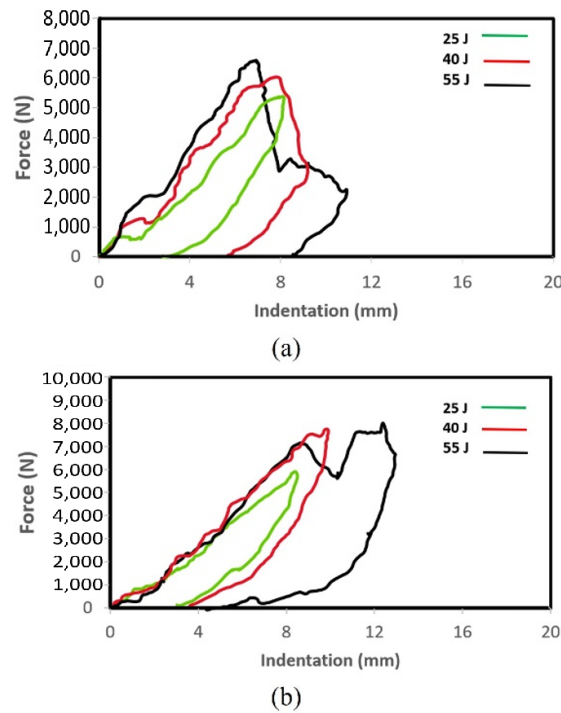 8,000
7,000
6,000
5,000
4,000
3,000
2,000
1,000
0
Force (N)
25 J
40 J
55 J
0 4 8 12 16 20
Indentation (mm)
(a)
10,000
9,000
8,000
7,000
6,000
5,000
4,000
3,000
2,000
1,000
0
Force (N)
25 J
40 J
55 J
0 4 8 12 16 20
Indentation (mm)
(b)